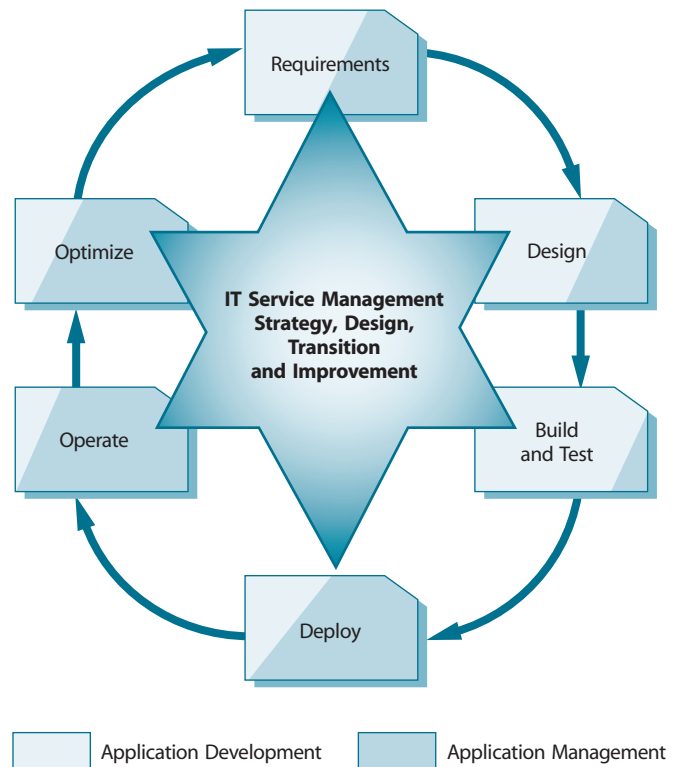 Requirements
Optimize
Design
IT Service Management
Strategy, Design,
Transition
and Improvement
Operate
Build
and Test
Deploy
Application Development
Application Management